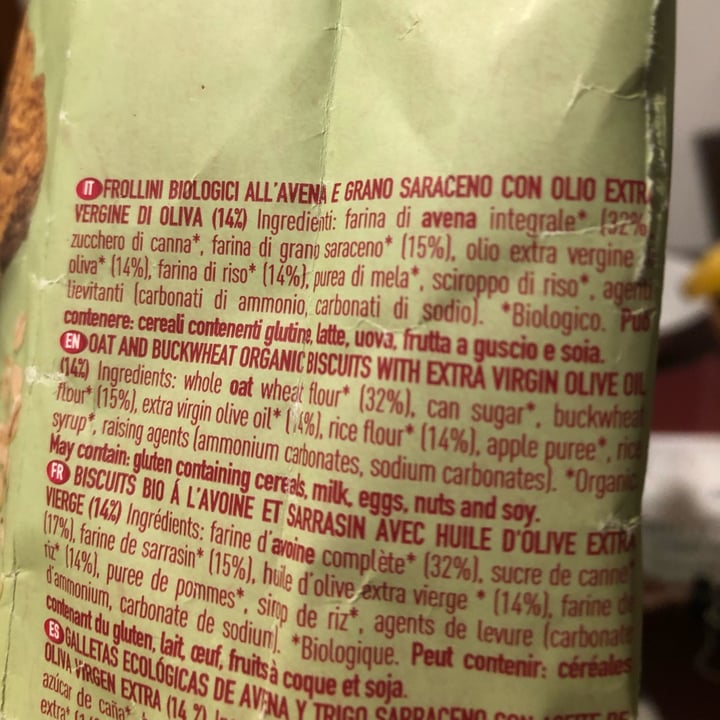 IT FROLLINI BIOLOGICI ALL'AVENA E GRANO SARACENO CON OLIO EXTRA
VERGINE DI OLIVA (14%) Ingredienti: farina di avena integrale* (32%
zucchero di canna*, farina di grano saraceno* (15%), olio extra vergine
oliva* (14%), farina di riso* (14%), purea di mela*, sciroppo di riso*, agenti
lievitanti (carbonati di ammonio, carbonati di sodio). *Biologico. Può
contenere: cereali contenenti glutine, latte, uova, frutta a guscio e soia.
EN OAT AND BUCKWHEAT ORGANIC BISCUITS WITH EXTRA VIRGIN OLIVE OIL
(14%) Ingredients: whole oat wheat flour* (32%), can sugar*, buckwheat
flour* (15%), extra virgin olive oil* (14%), rice flour* (14%), apple puree*, rice
syrup*, raising agents (ammonium carbonates, sodium carbonates). *Organic
May contain: gluten containing cereals, milk, eggs, nuts and soy.
FR BISCUITS BIO Á L'AVOINE ET SARRASIN AVEC HUILE D'OLIVE EXTRA
VIERGE (14%) Ingrédients: farine d'avoine complète* (32%), sucre de canne*
(17%), farine de sarrasin* (15%), huile d'olive extra vierge * (14%), farine de
riz* (14%), puree de pommes*, sirop de riz*, agents de levure (carbonate
d'ammonium, carbonate de sodium). *Biologique. Peut contenir: céréales
contenant du gluten, lait, œuf, fruits à coque et soja.
ES GALLETAS ECOLÓGICAS DE AVENA Y TRIGO SARRACENO CON ACEITE DE
OLIVA VIRGEN EXTRA (14 %)
azúcar de caña*
extra*